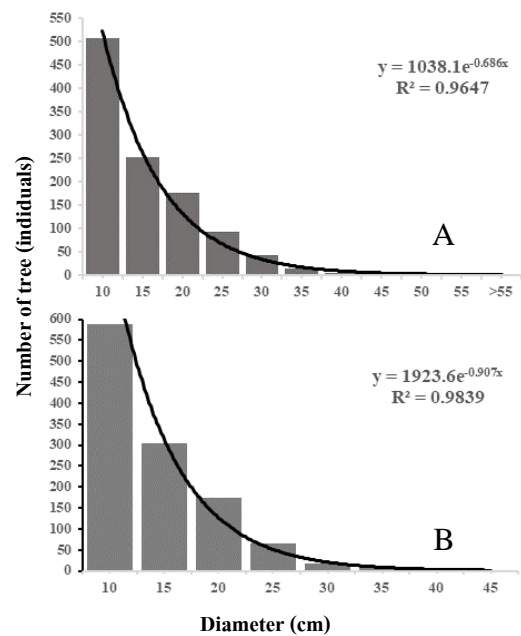 Number of tree (indiduals)
550
500
450
400
350
300
250
200
150
100
50
0
y = 1038.1e^-0.686x
R² = 0.9647
A
10 15 20 25 30 35 40 45 50 55 >55
600
550
500
450
400
350
300
250
200
150
100
50
0
y = 1923.6e^-0.907x
R² = 0.9839
B
10 15 20 25 30 35 40 45
Diameter (cm)